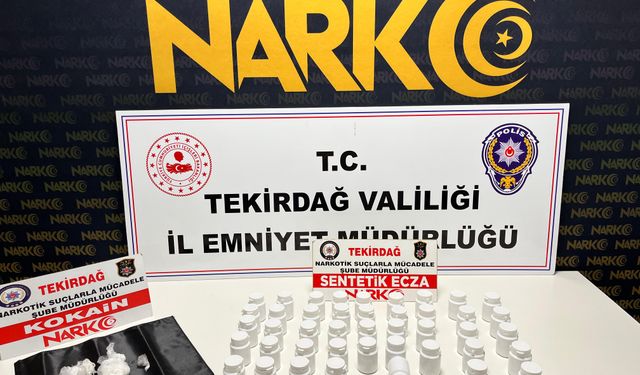 NARKO
T.C.
TEKİRDAĞ VALİLİĞİ
İL EMNİYET MÜDÜRLÜĞÜ
POLİS
TEKİRDAĞ
NARKOTİK SUÇLARLA MÜCADELE
ŞUBE MÜDÜRLÜĞÜ
SENTETİK ECZA
NARKO
TEKİRDAĞ
NARKOTİK SUÇLARLA MÜCADELE
ŞUBE MÜDÜRLÜĞÜ
KOKAİN
NARKO